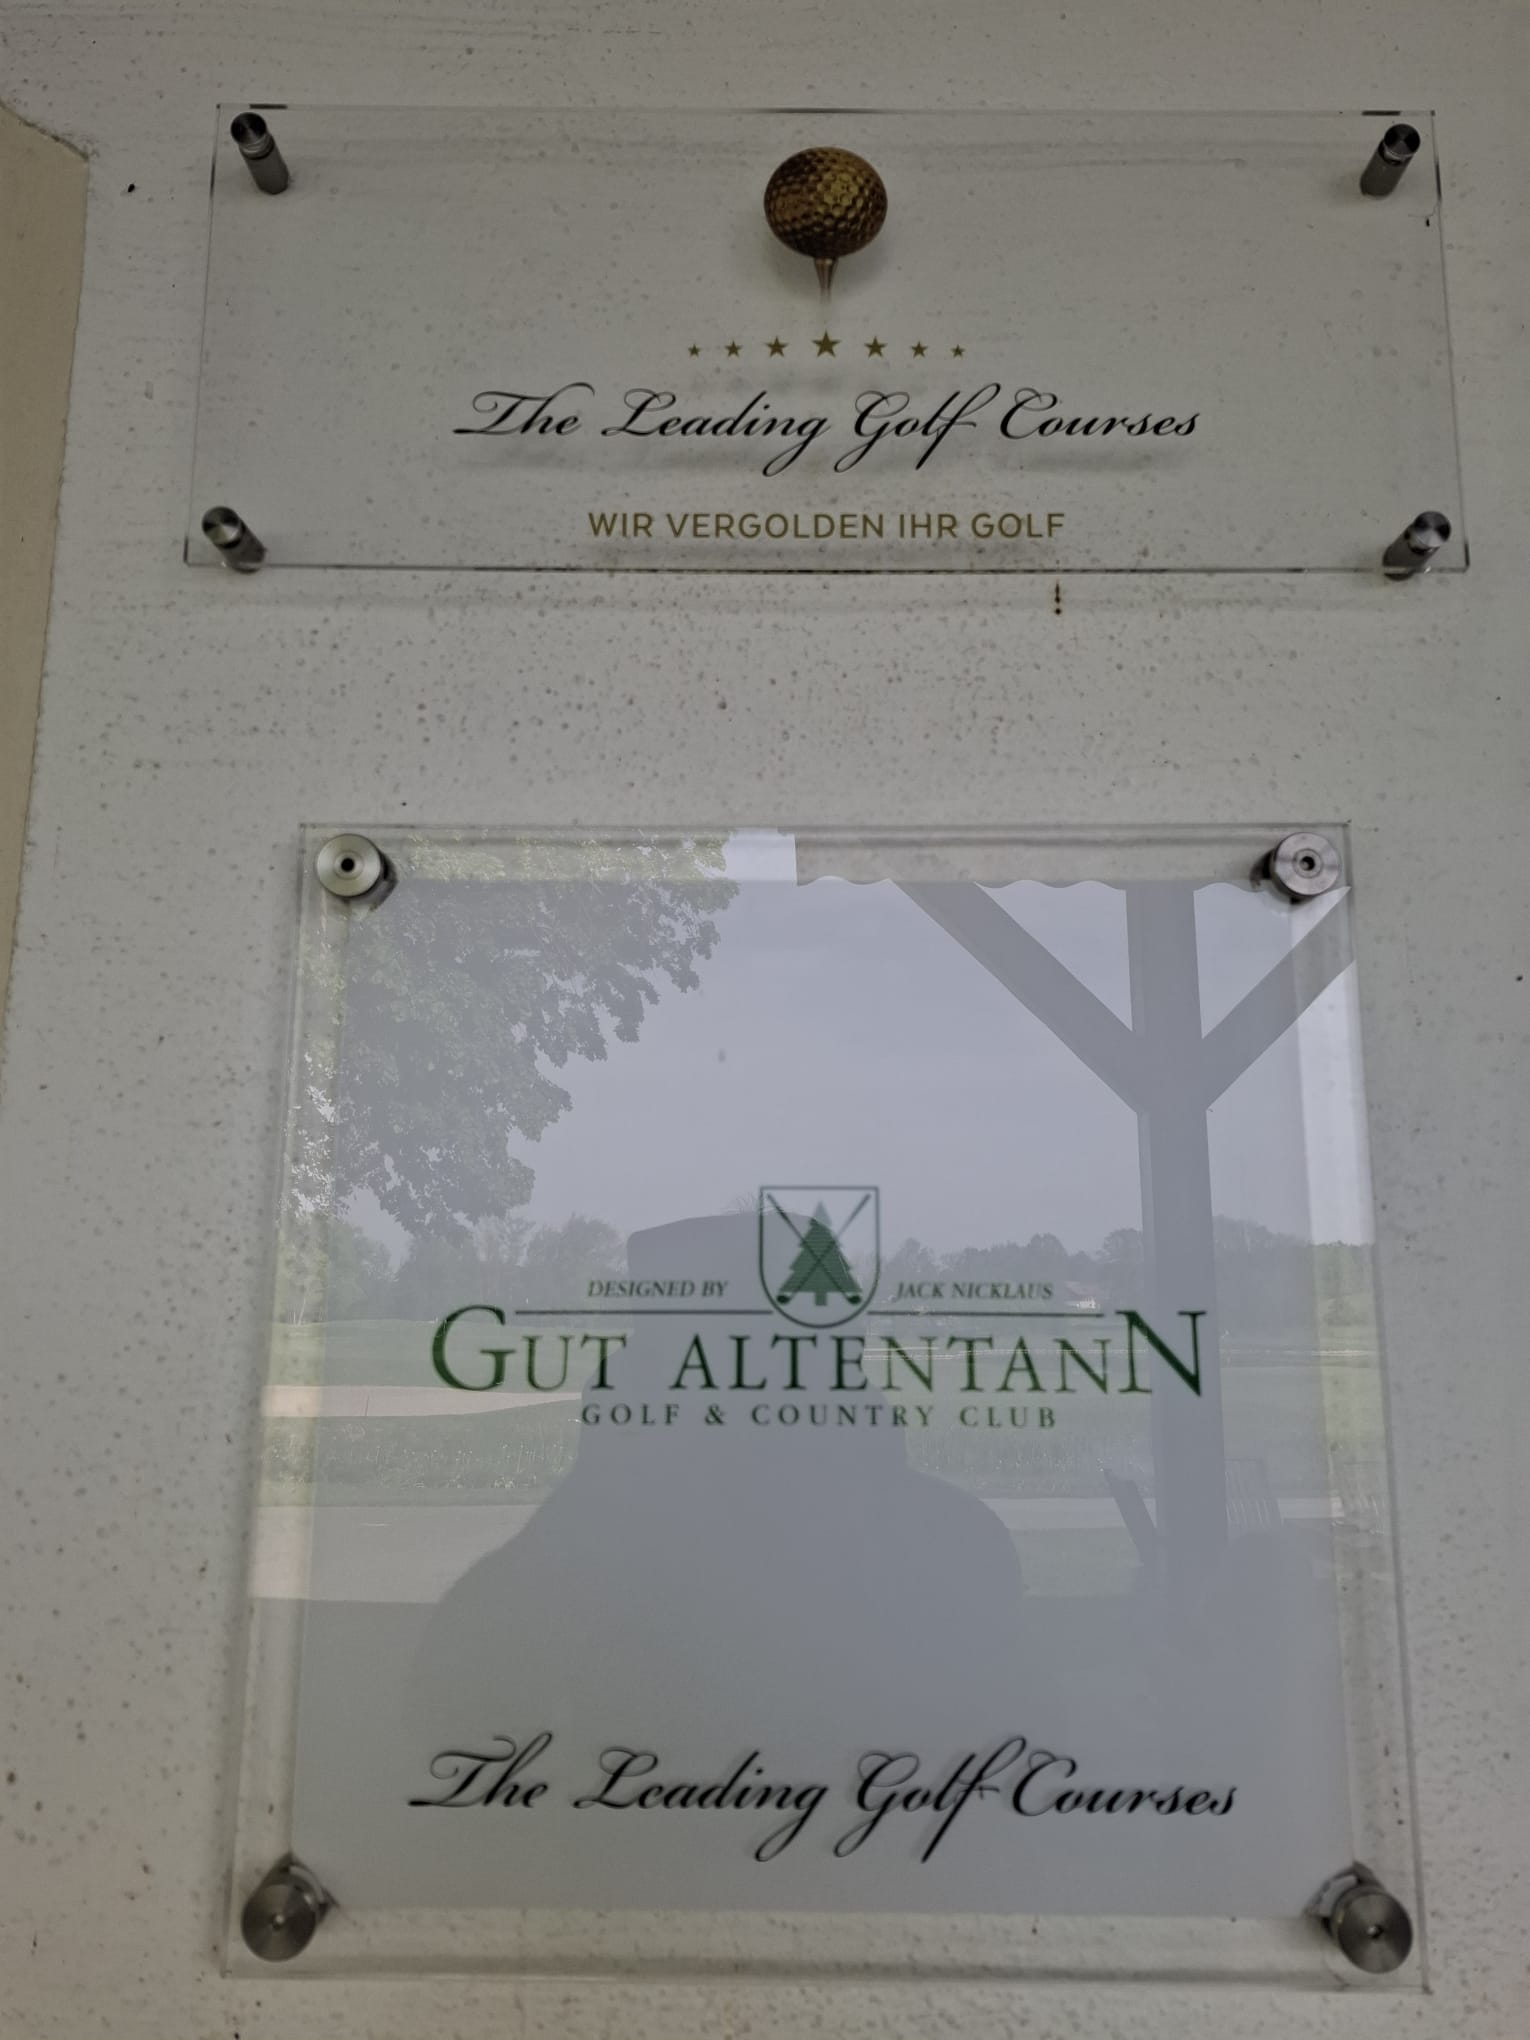 The Leading Golf Courses
WIR VERGOLDEN IHR GOLF
DESIGNED BY JACK NICKLAUS
GUT ALTENTANN
GOLF & COUNTRY CLUB
The Leading Golf Courses